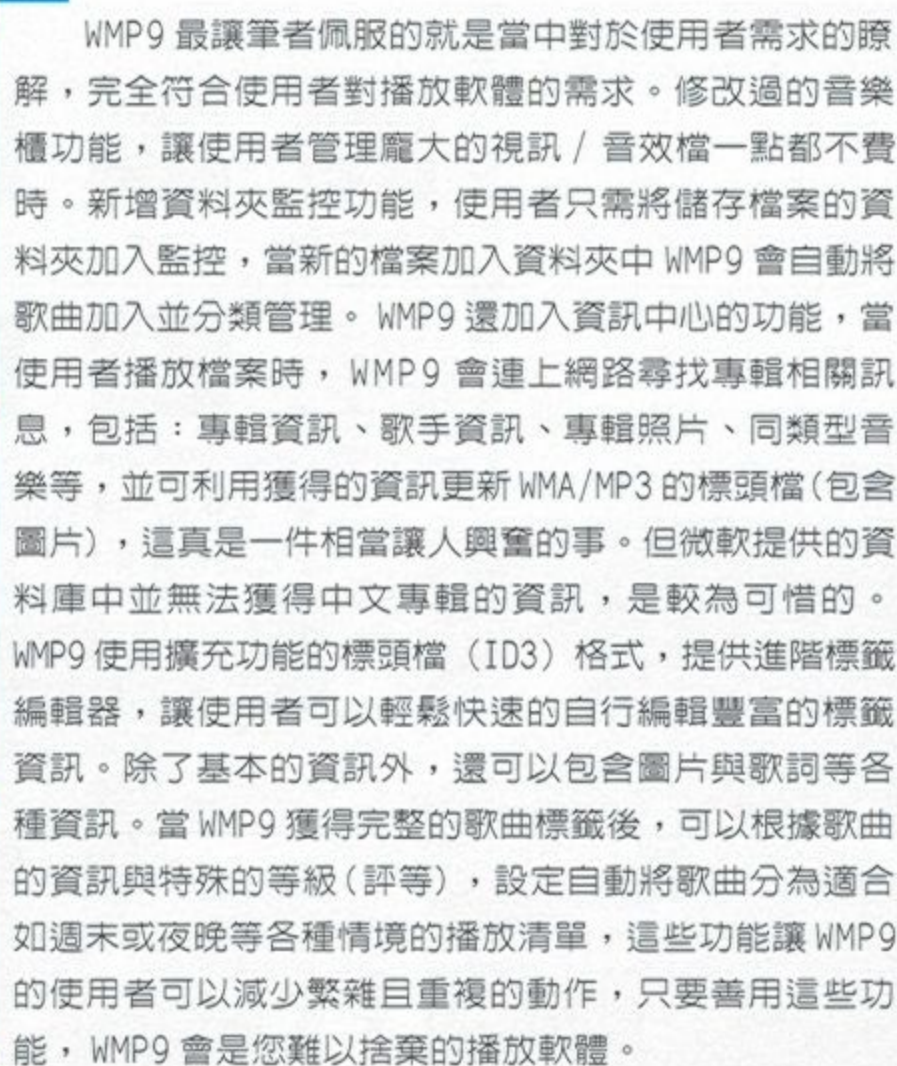 WMP9 最讓筆者佩服的就是當中對於使用者需求的瞭
解，完全符合使用者對播放軟體的需求。修改過的音樂
櫃功能，讓使用者管理龐大的視訊 / 音效檔一點都不費
時。新增資料夾監控功能，使用者只需將儲存檔案的資
料夾加入監控，當新的檔案加入資料夾中 WMP9 會自動將
歌曲加入並分類管理。 WMP9 還加入資訊中心的功能，當
使用者播放檔案時， WMP9 會連上網路尋找專輯相關訊
息，包括：專輯資訊、歌手資訊、專輯照片、同類型音
樂等，並可利用獲得的資訊更新 WMA/MP3 的標頭檔(包含
圖片)，這真是一件相當讓人興奮的事。但微軟提供的資
料庫中並無法獲得中文專輯的資訊，是較為可惜的。
WMP9 使用擴充功能的標頭檔（ID3）格式，提供進階標籤
編輯器，讓使用者可以輕鬆快速的自行編輯豐富的標籤
資訊。除了基本的資訊外，還可以包含圖片與歌詞等各
種資訊。當 WMP9 獲得完整的歌曲標籤後，可以根據歌曲
的資訊與特殊的等級(評等)，設定自動將歌曲分為適合
如週末或夜晚等各種情境的播放清單，這些功能讓 WMP9
的使用者可以減少繁雜且重複的動作，只要善用這些功
能， WMP9 會是您難以捨棄的播放軟體。